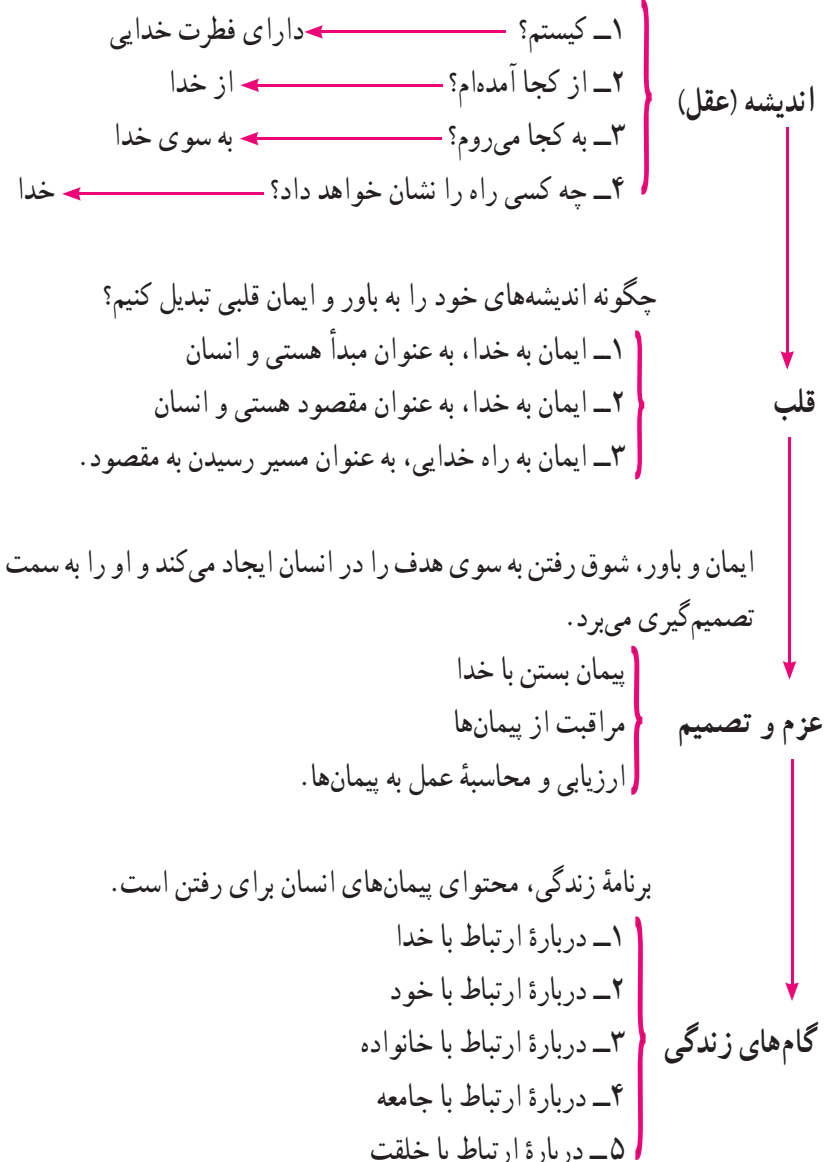 ۱ــ کیستم؟ دارای فطرت خدایی
۲ــ از کجا آمده‌ام؟ از خدا
اندیشه (عقل)
۳ــ به کجا می‌روم؟ به سوی خدا
۴ــ چه کسی راه را نشان خواهد داد؟ خدا
چگونه اندیشه‌های خود را به باور و ایمان قلبی تبدیل کنیم؟
۱ــ ایمان به خدا، به عنوان مبدأ هستی و انسان
قلب
۲ــ ایمان به خدا، به عنوان مقصود هستی و انسان
۳ــ ایمان به راه خدایی، به عنوان مسیر رسیدن به مقصود.
ایمان و باور، شوق رفتن به سوی هدف را در انسان ایجاد می‌کند و او را به سمت
تصمیم‌گیری می‌برد.
پیمان بستن با خدا
عزم و تصمیم
مراقبت از پیمان‌ها
ارزیابی و محاسبهٔ عمل به پیمان‌ها.
برنامهٔ زندگی، محتوای پیمان‌های انسان برای رفتن است.
۱ــ دربارهٔ ارتباط با خدا
۲ــ دربارهٔ ارتباط با خود
گام‌های زندگی
۳ــ دربارهٔ ارتباط با خانواده
۴ــ دربارهٔ ارتباط با جامعه
۵ــ دربارهٔ ارتباط با خلقت